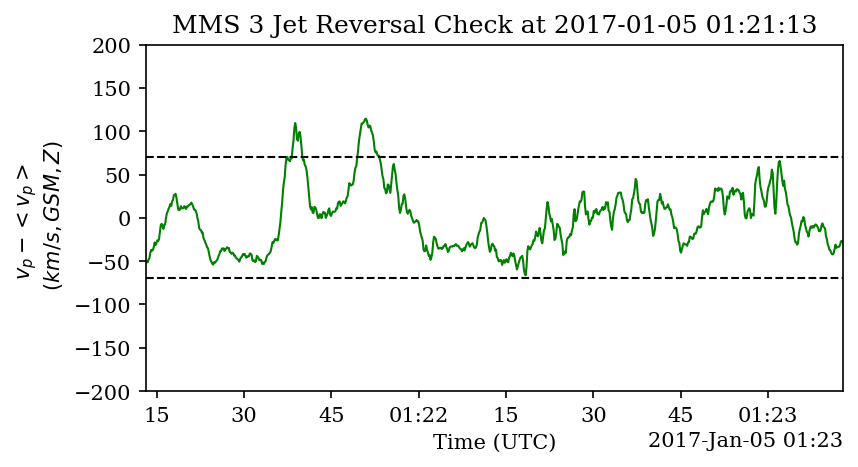 MMS 3 Jet Reversal Check at 2017-01-05 01:21:13
200
150
100
50
0
−50
−100
−150
−200
v_p − < v_p >
(km/s, GSM, Z)
15 30 45 01:22 15 30 45 01:23
Time (UTC)
2017-Jan-05 01:23